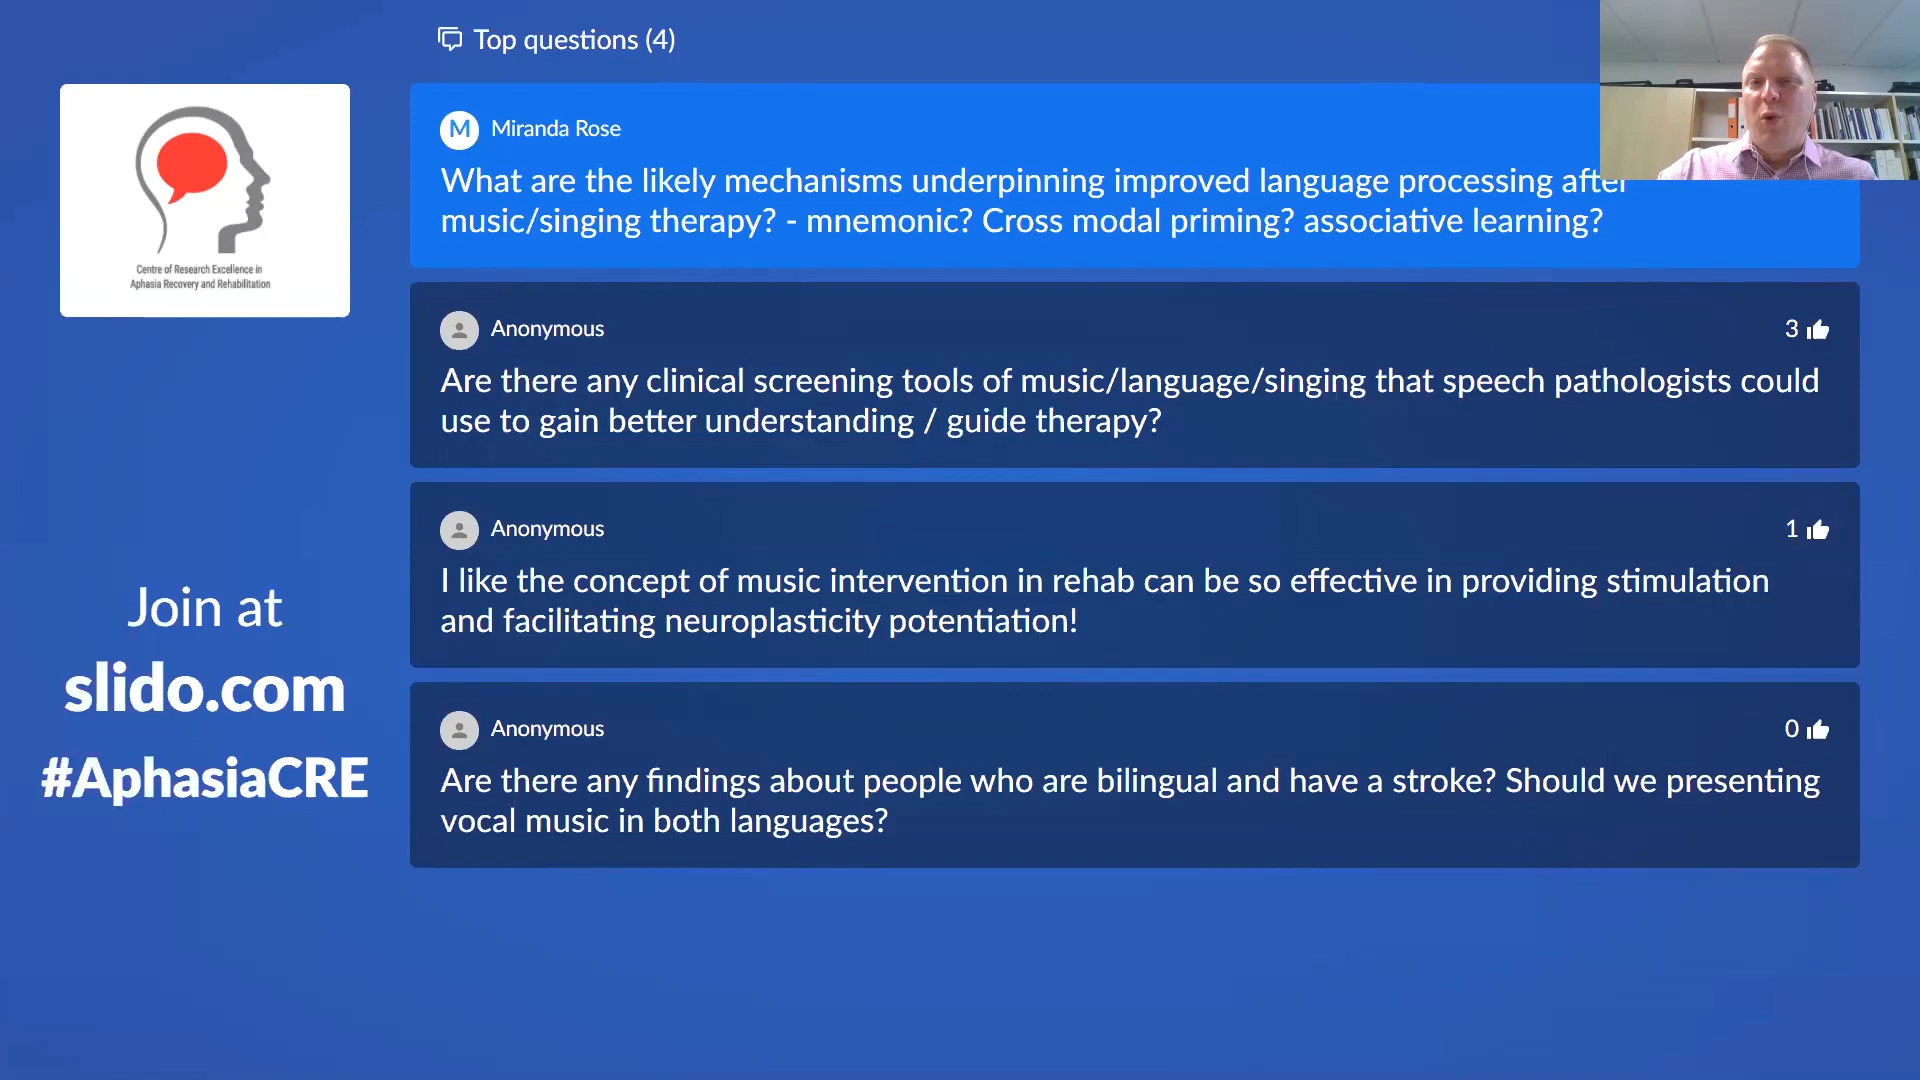 Top questions (4)
Centre of Research Excellence in
Aphasia Recovery and Rehabilitation
Join at
slido.com
#AphasiaCRE
M Miranda Rose
What are the likely mechanisms underpinning improved language processing after
music/singing therapy? - mnemonic? Cross modal priming? associative learning?
Anonymous 3
Are there any clinical screening tools of music/language/singing that speech pathologists could
use to gain better understanding / guide therapy?
Anonymous 1
I like the concept of music intervention in rehab can be so effective in providing stimulation
and facilitating neuroplasticity potentiation!
Anonymous 0
Are there any findings about people who are bilingual and have a stroke? Should we presenting
vocal music in both languages?